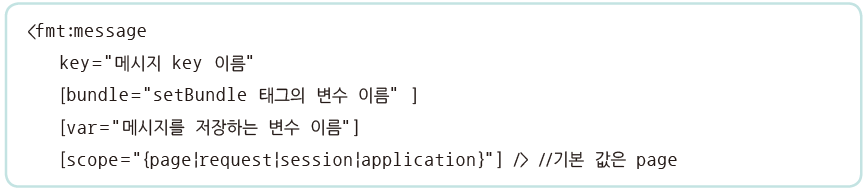 <fmt:message
key="메시지 key 이름"
[bundle="setBundle 태그의 변수 이름" ]
[var="메시지를 저장하는 변수 이름"]
[scope="{page|request|session|application}"] /> //기본 값은 page